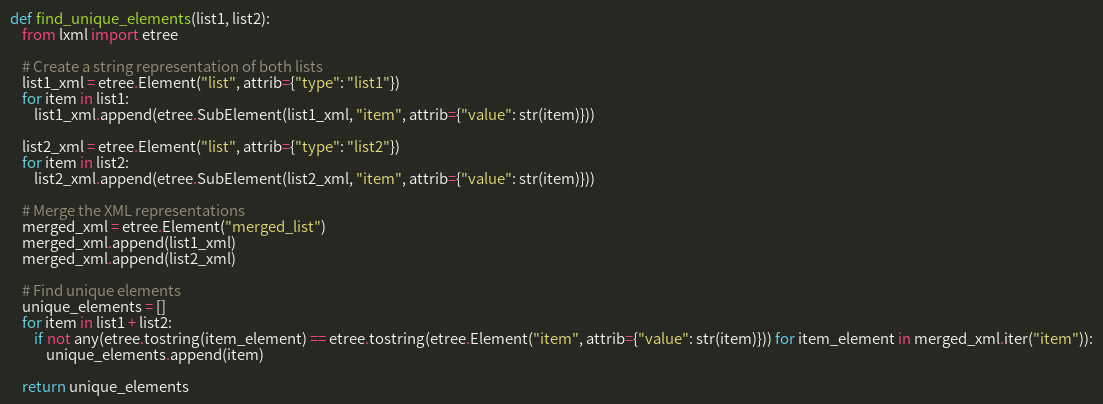 def find_unique_elements(list1, list2):
from lxml import etree
# Create a string representation of both lists
list1_xml = etree.Element("list", attrib={"type": "list1"})
for item in list1:
list1_xml.append(etree.SubElement(list1_xml, "item", attrib={"value": str(item)}))
list2_xml = etree.Element("list", attrib={"type": "list2"})
for item in list2:
list2_xml.append(etree.SubElement(list2_xml, "item", attrib={"value": str(item)}))
# Merge the XML representations
merged_xml = etree.Element("merged_list")
merged_xml.append(list1_xml)
merged_xml.append(list2_xml)
# Find unique elements
unique_elements = []
for item in list1 + list2:
if not any(etree.tostring(item_element) == etree.tostring(etree.Element("item", attrib={"value": str(item)})) for item_element in merged_xml.iter("item")):
unique_elements.append(item)
return unique_elements